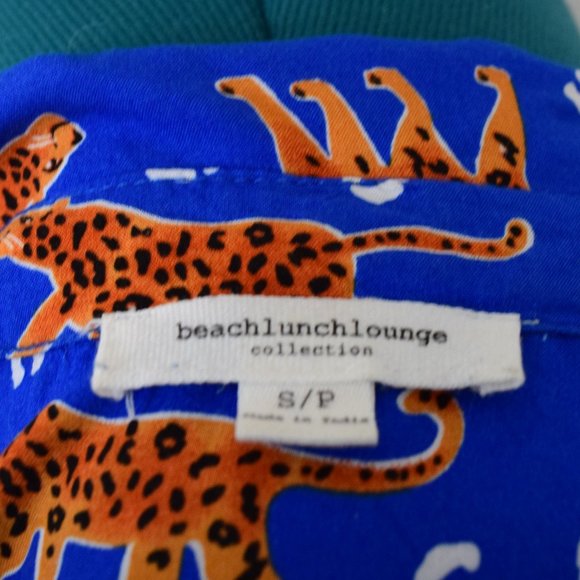 beachlunchlounge
collection
S/P
Made in India